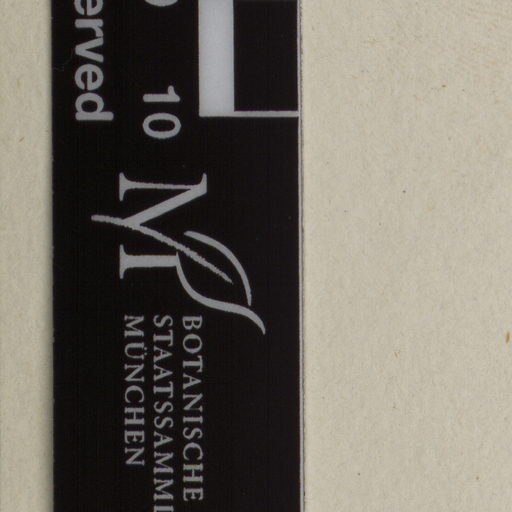 erved
10
BOTANISCHE
STAATSSAMML
MÜNCHEN